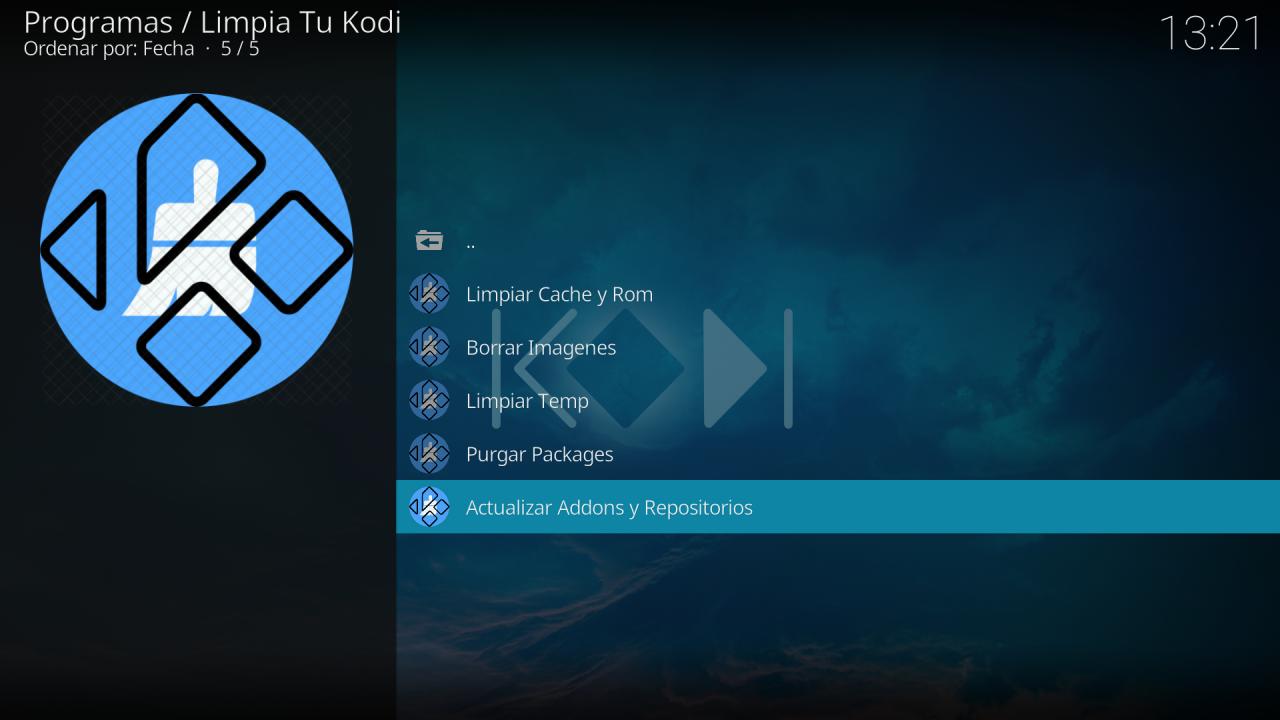 Programas / Limpia Tu Kodi
Ordenar por: Fecha · 5 / 5
13:21
..
Limpiar Cache y Rom
Borrar Imagenes
Limpiar Temp
Purgar Packages
Actualizar Addons y Repositorios